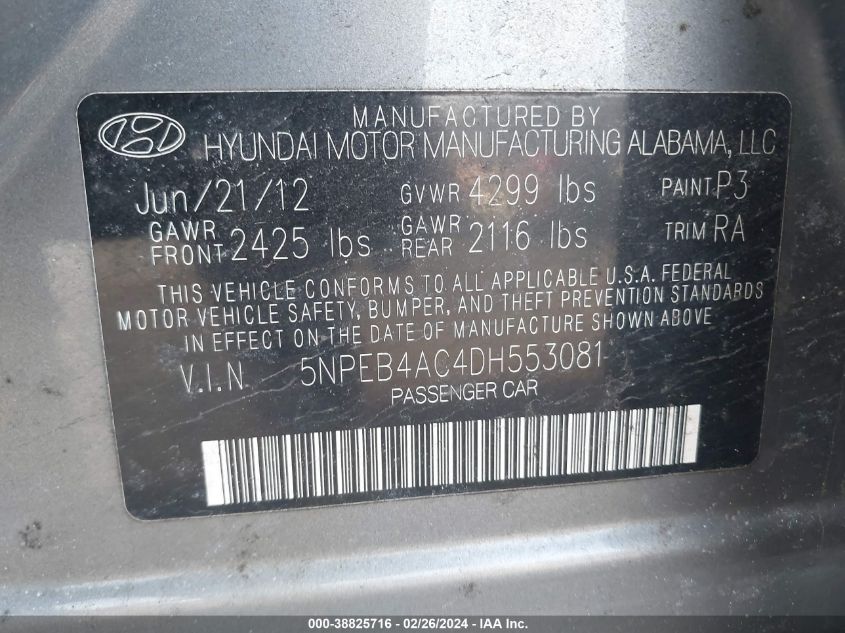 MANUFACTURED BY
HYUNDAI MOTOR MANUFACTURING ALABAMA, LLC
Jun/21/12 GVWR 4299 lbs PAINT P3
GAWR FRONT 2425 lbs GAWR REAR 2116 lbs TRIM RA
THIS VEHICLE CONFORMS TO ALL APPLICABLE U.S.A. FEDERAL
MOTOR VEHICLE SAFETY, BUMPER, AND THEFT PREVENTION STANDARDS
IN EFFECT ON THE DATE OF MANUFACTURE SHOWN ABOVE
V.I.N 5NPEB4AC4DH553081
PASSENGER CAR
000-38825716 - 02/26/2024 - IAA Inc.